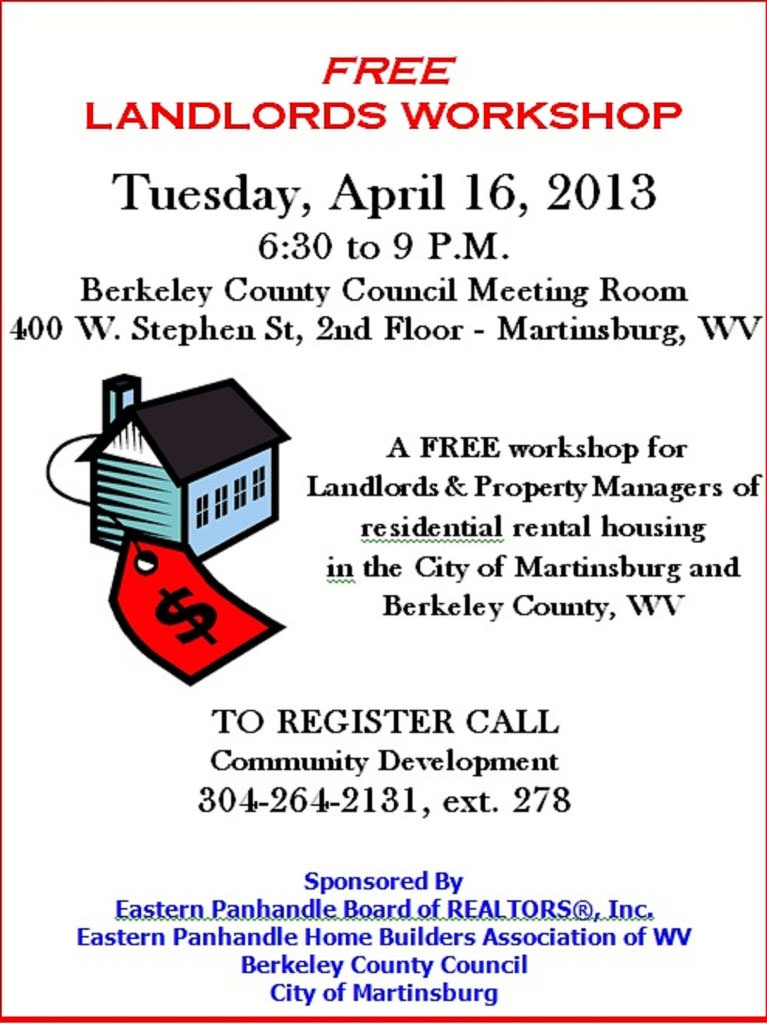 FREE
LANDLORDS WORKSHOP
Tuesday, April 16, 2013
6:30 to 9 P.M.
Berkeley County Council Meeting Room
400 W. Stephen St, 2nd Floor - Martinsburg, WV
A FREE workshop for
Landlords & Property Managers of
residential rental housing
in the City of Martinsburg and
Berkeley County, WV
$
TO REGISTER CALL
Community Development
304-264-2131, ext. 278
Sponsored By
Eastern Panhandle Board of REALTORS®, Inc.
Eastern Panhandle Home Builders Association of WV
Berkeley County Council
City of Martinsburg